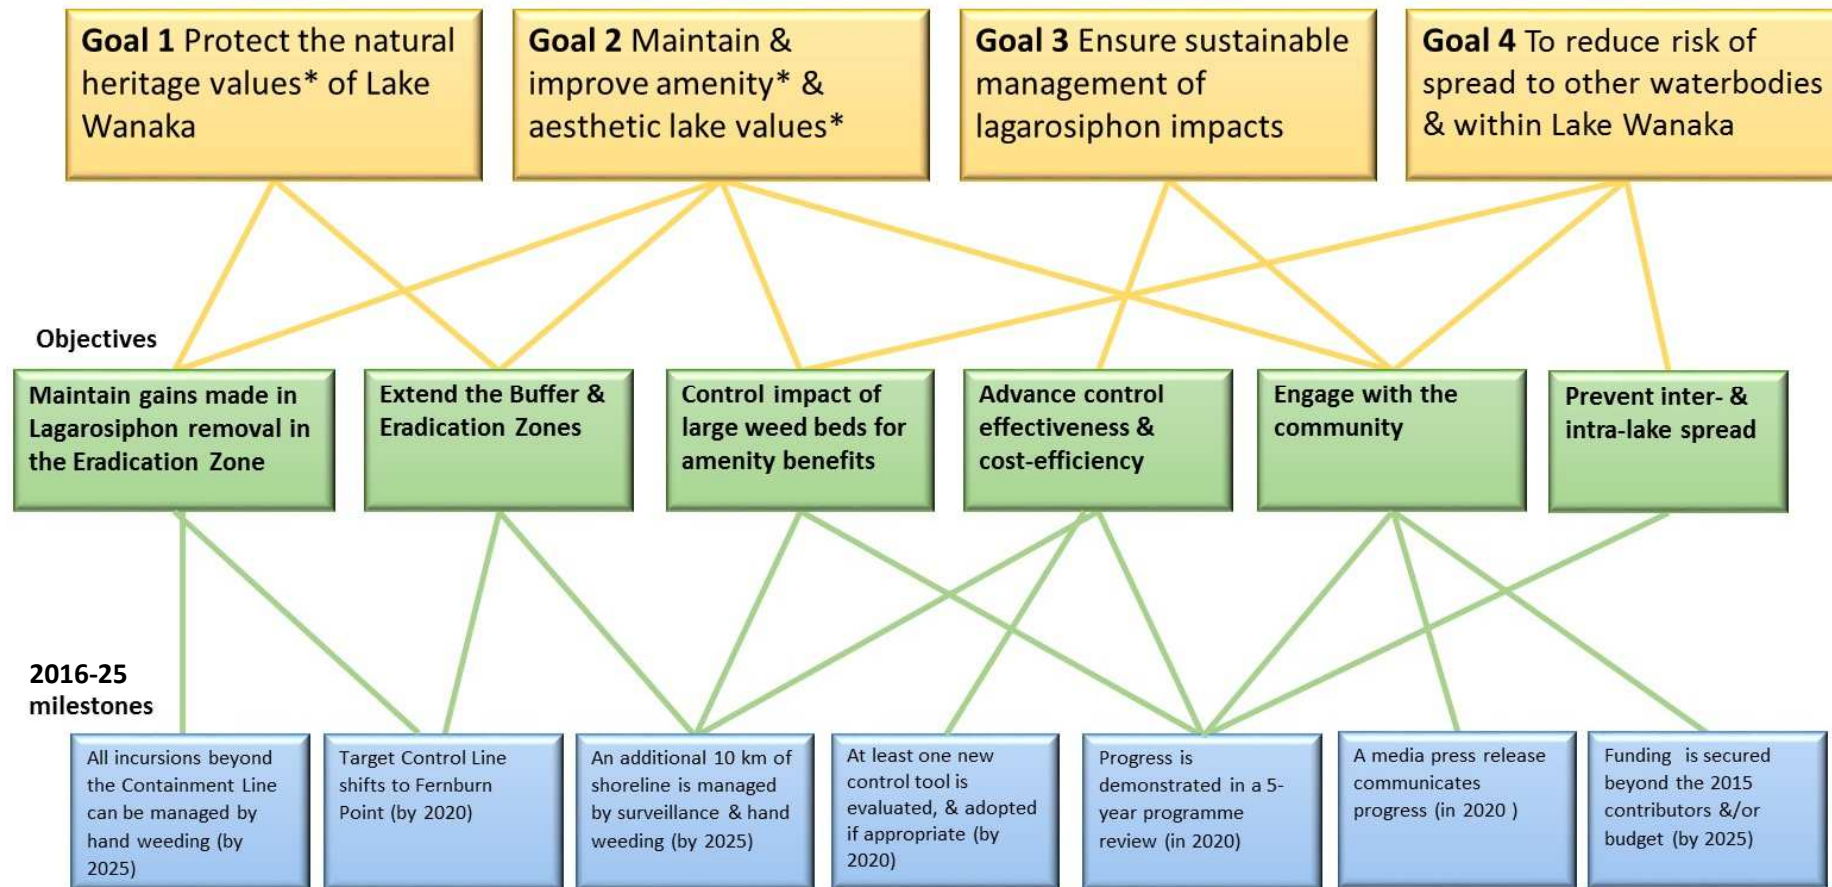 Goal 1 Protect the natural
heritage values* of Lake
Wanaka
Goal 2 Maintain &
improve amenity* &
aesthetic lake values*
Goal 3 Ensure sustainable
management of
lagarosiphon impacts
Goal 4 To reduce risk of
spread to other waterbodies
& within Lake Wanaka
Objectives
Maintain gains made in
Lagarosiphon removal in
the Eradication Zone
Extend the Buffer &
Eradication Zones
Control impact of
large weed beds for
amenity benefits
Advance control
effectiveness &
cost-efficiency
Engage with the
community
Prevent inter- &
intra-lake spread
2016-25
milestones
All incursions beyond
the Containment Line
can be managed by
hand weeding (by
2025)
Target Control Line
shifts to Fernburn
Point (by 2020)
An additional 10 km of
shoreline is managed
by surveillance & hand
weeding (by 2025)
At least one new
control tool is
evaluated, & adopted
if appropriate (by
2020)
Progress is
demonstrated in a 5-
year programme
review (in 2020)
A media press release
communicates
progress (in 2020 )
Funding is secured
beyond the 2015
contributors &/or
budget (by 2025)